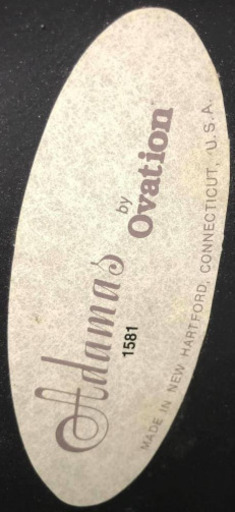 Adamas
by
Ovation
1581
MADE IN NEW HARTFORD, CONNECTICUT, U.S.A.